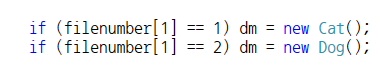 if (filenumber[1] == 1) dm = new Cat();
if (filenumber[1] == 2) dm = new Dog();